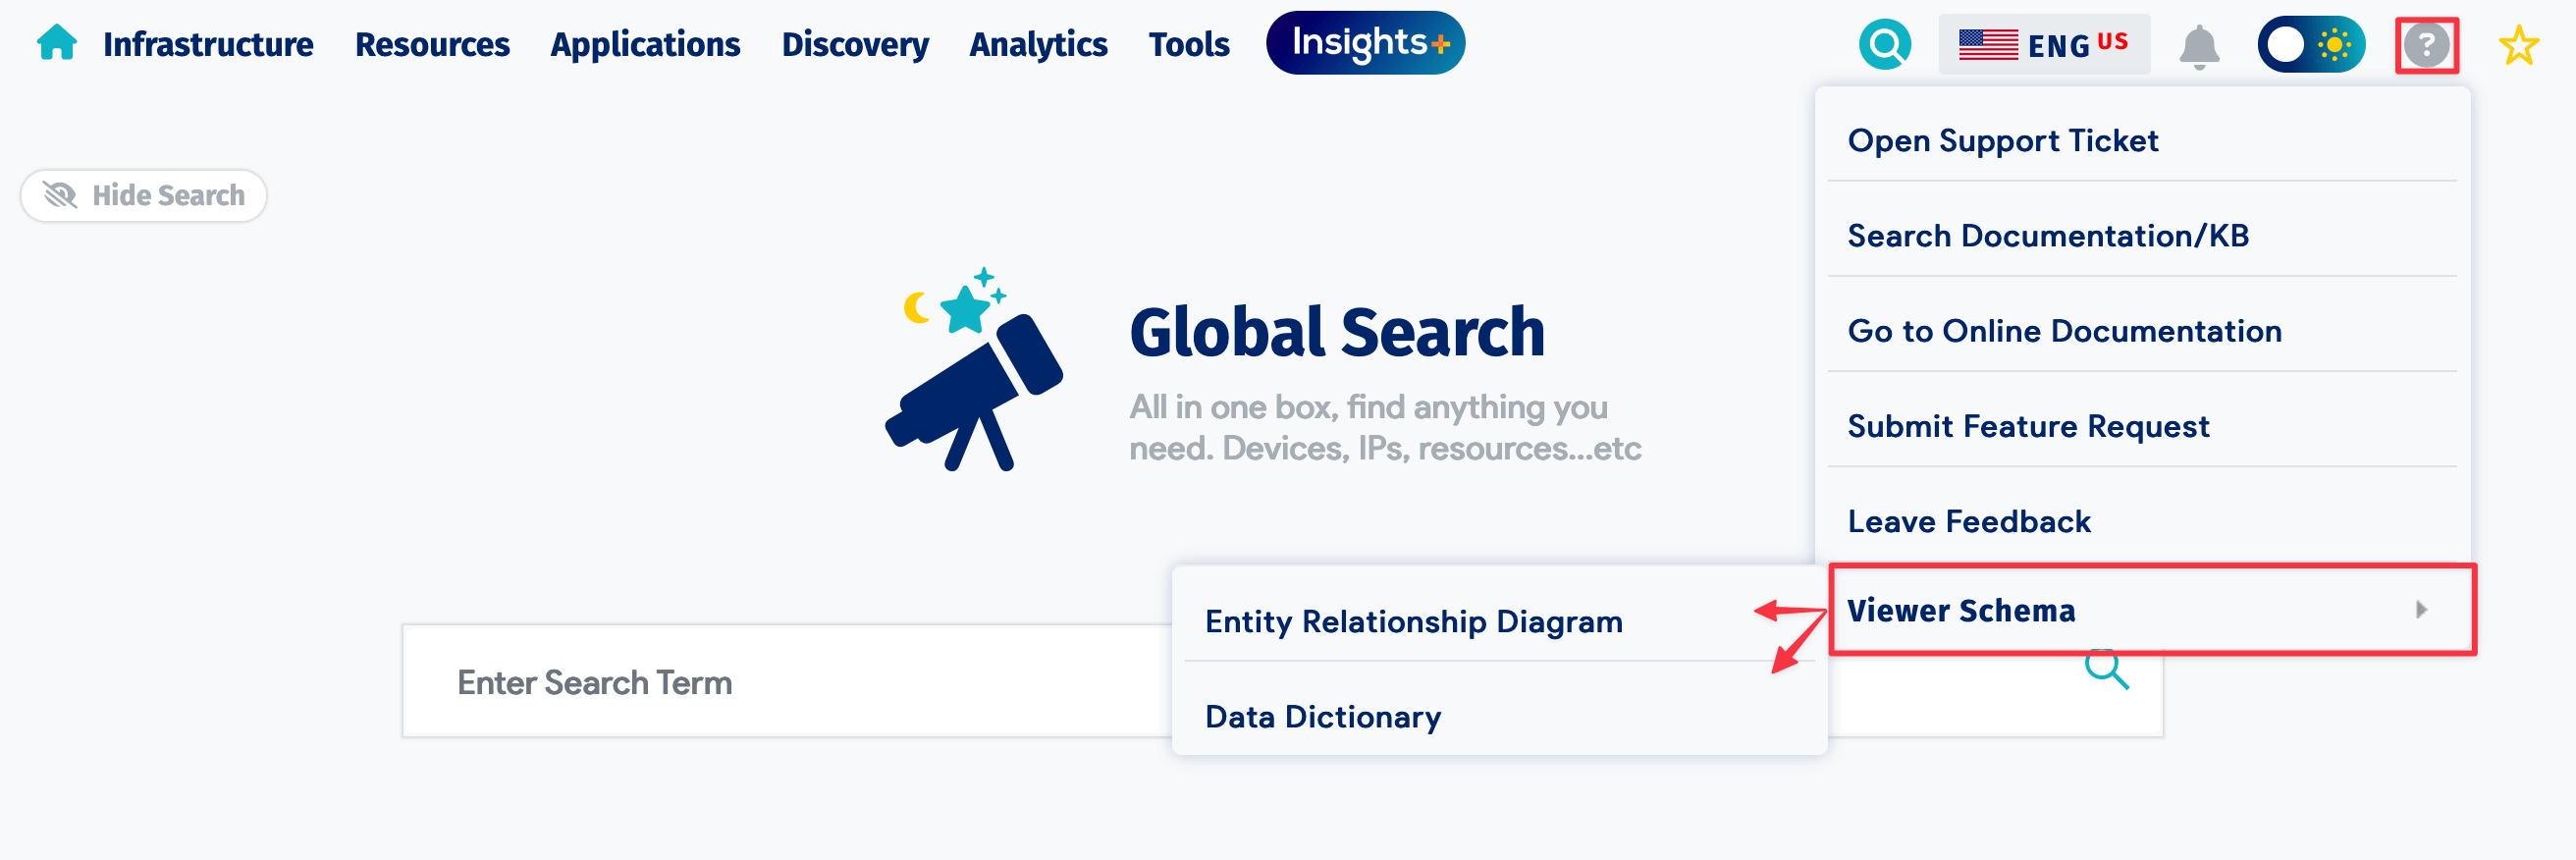 Infrastructure Resources Applications Discovery Analytics Tools Insights+ ENG US ?
Open Support Ticket
Hide Search
Search Documentation/KB
Global Search
Go to Online Documentation
All in one box, find anything you
need. Devices, IPs, resources...etc
Submit Feature Request
Leave Feedback
Viewer Schema
Entity Relationship Diagram
Enter Search Term
Data Dictionary